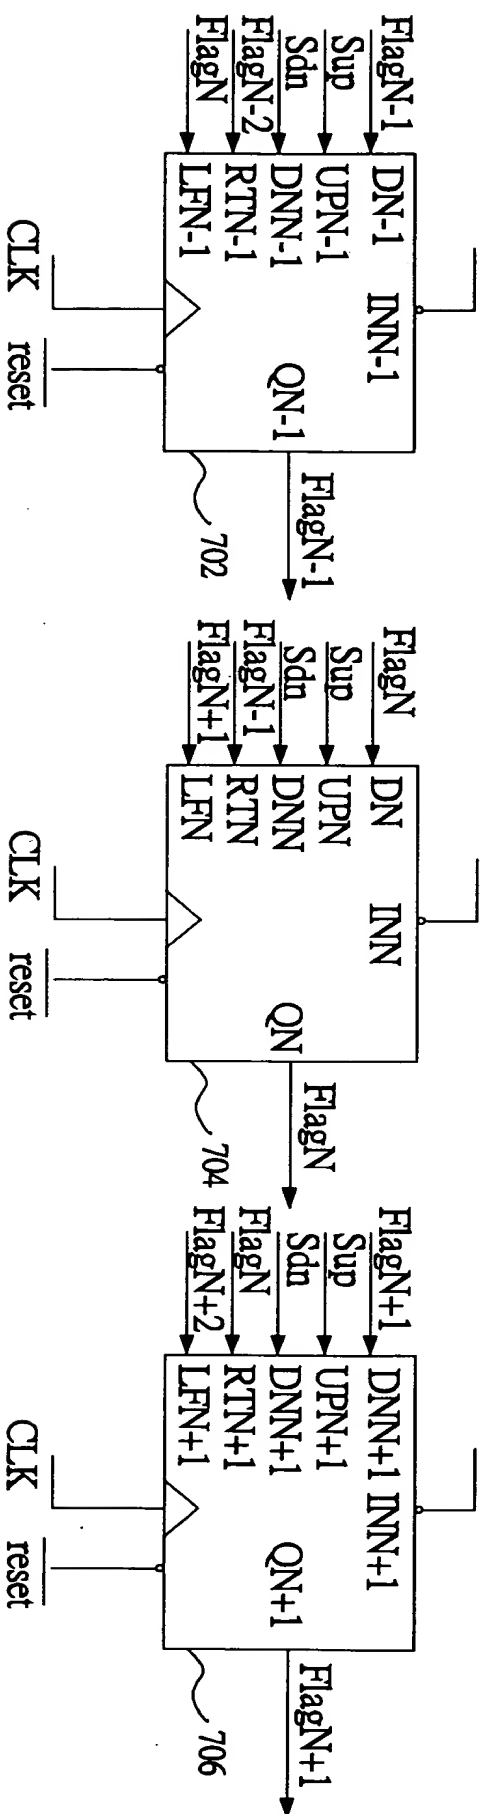 FlagN-1
Sup
Sdn
FlagN-2
FlagN
DN-1
UPN-1
DNN-1
RTN-1
LFN-1
INN-1
QN-1
FlagN-1
CLK
reset
702
FlagN
Sup
Sdn
FlagN-1
FlagN+1
DN
UPN
DNN
RTN
LFN
INN
QN
FlagN
CLK
reset
704
FlagN+1
Sup
Sdn
FlagN
FlagN+2
DNN+1
UPN+1
DNN+1
RTN+1
LFN+1
INN+1
QN+1
FlagN+1
CLK
reset
706